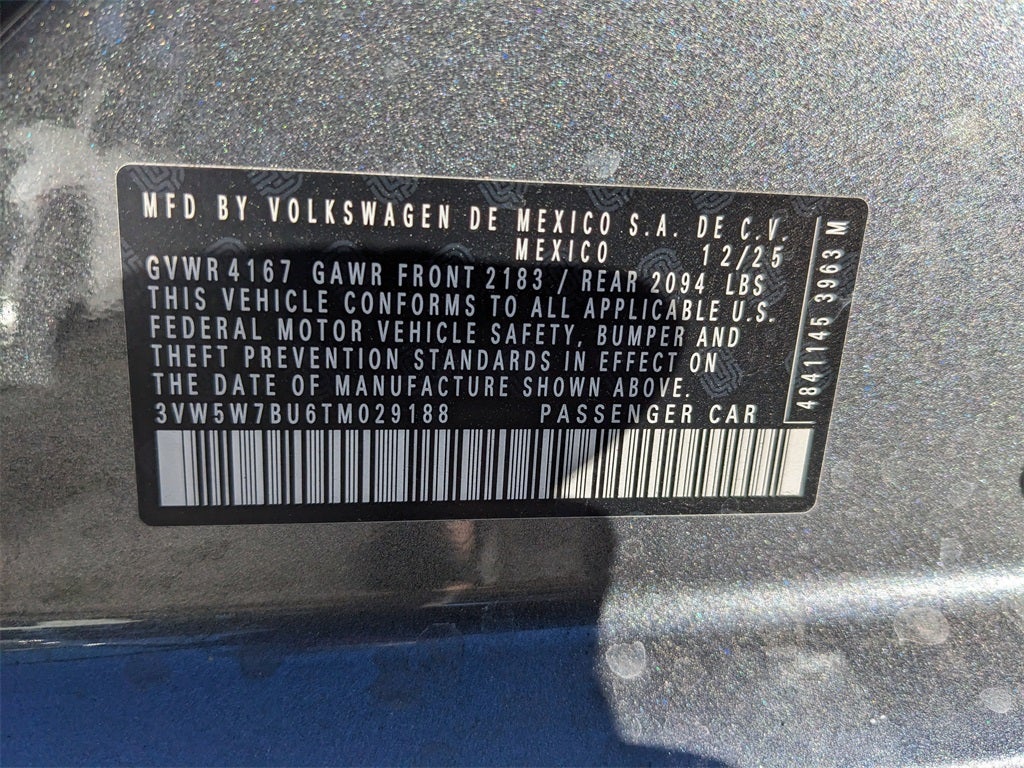 MFD BY VOLKSWAGEN DE MEXICO S.A. DE C.V.
MEXICO 12/25
GVWR 4167 GAWR FRONT 2183 / REAR 2094 LBS
THIS VEHICLE CONFORMS TO ALL APPLICABLE U.S.
FEDERAL MOTOR VEHICLE SAFETY, BUMPER AND
THEFT PREVENTION STANDARDS IN EFFECT ON
THE DATE OF MANUFACTURE SHOWN ABOVE.
3VW5W7BU6TM029188 PASSENGER CAR
4841145 3963 M